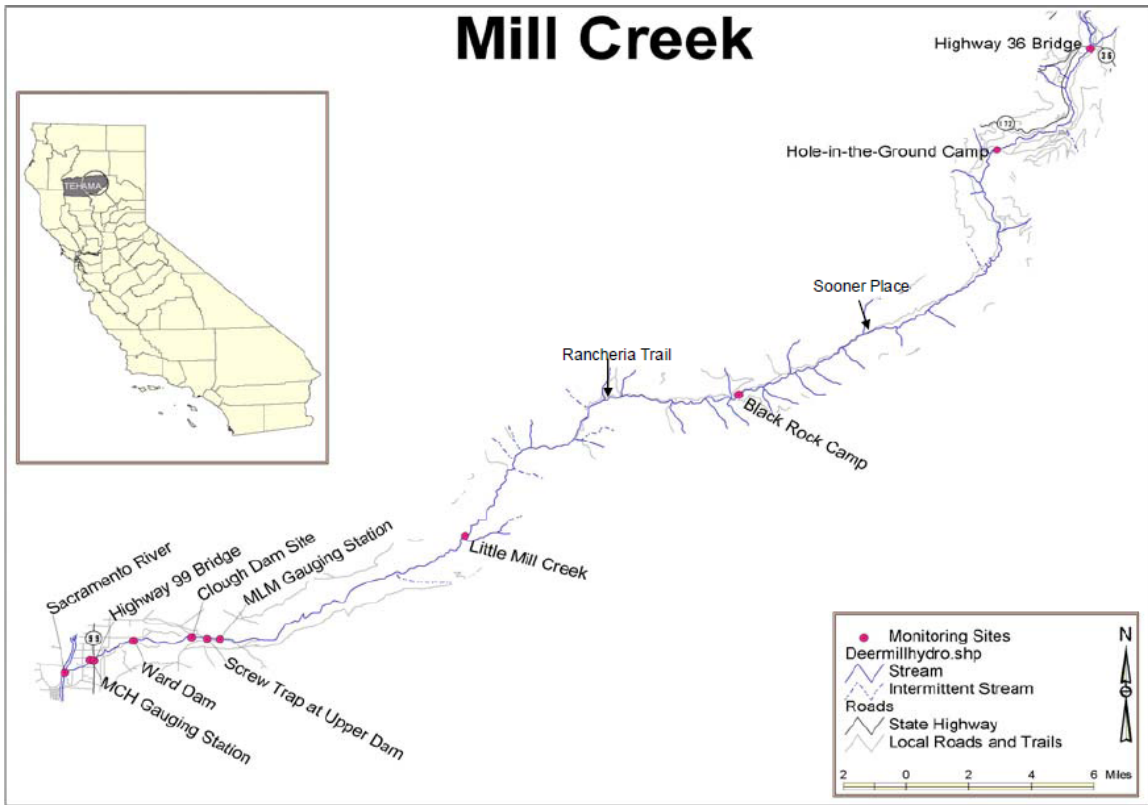 Mill Creek
Highway 36 Bridge
36
172
Hole-in-the-Ground Camp
TEHAMA
Sooner Place
Rancheria Trail
Black Rock Camp
Little Mill Creek
Sacramento River
Highway 99 Bridge
Clough Dam Site
MLM Gauging Station
99
Screw Trap at Upper Dam
Ward Dam
MCH Gauging Station
Monitoring Sites
N
Deermillhydro.shp
Stream
Intermittent Stream
Roads
State Highway
Local Roads and Trails
2 0 2 4 6 Miles